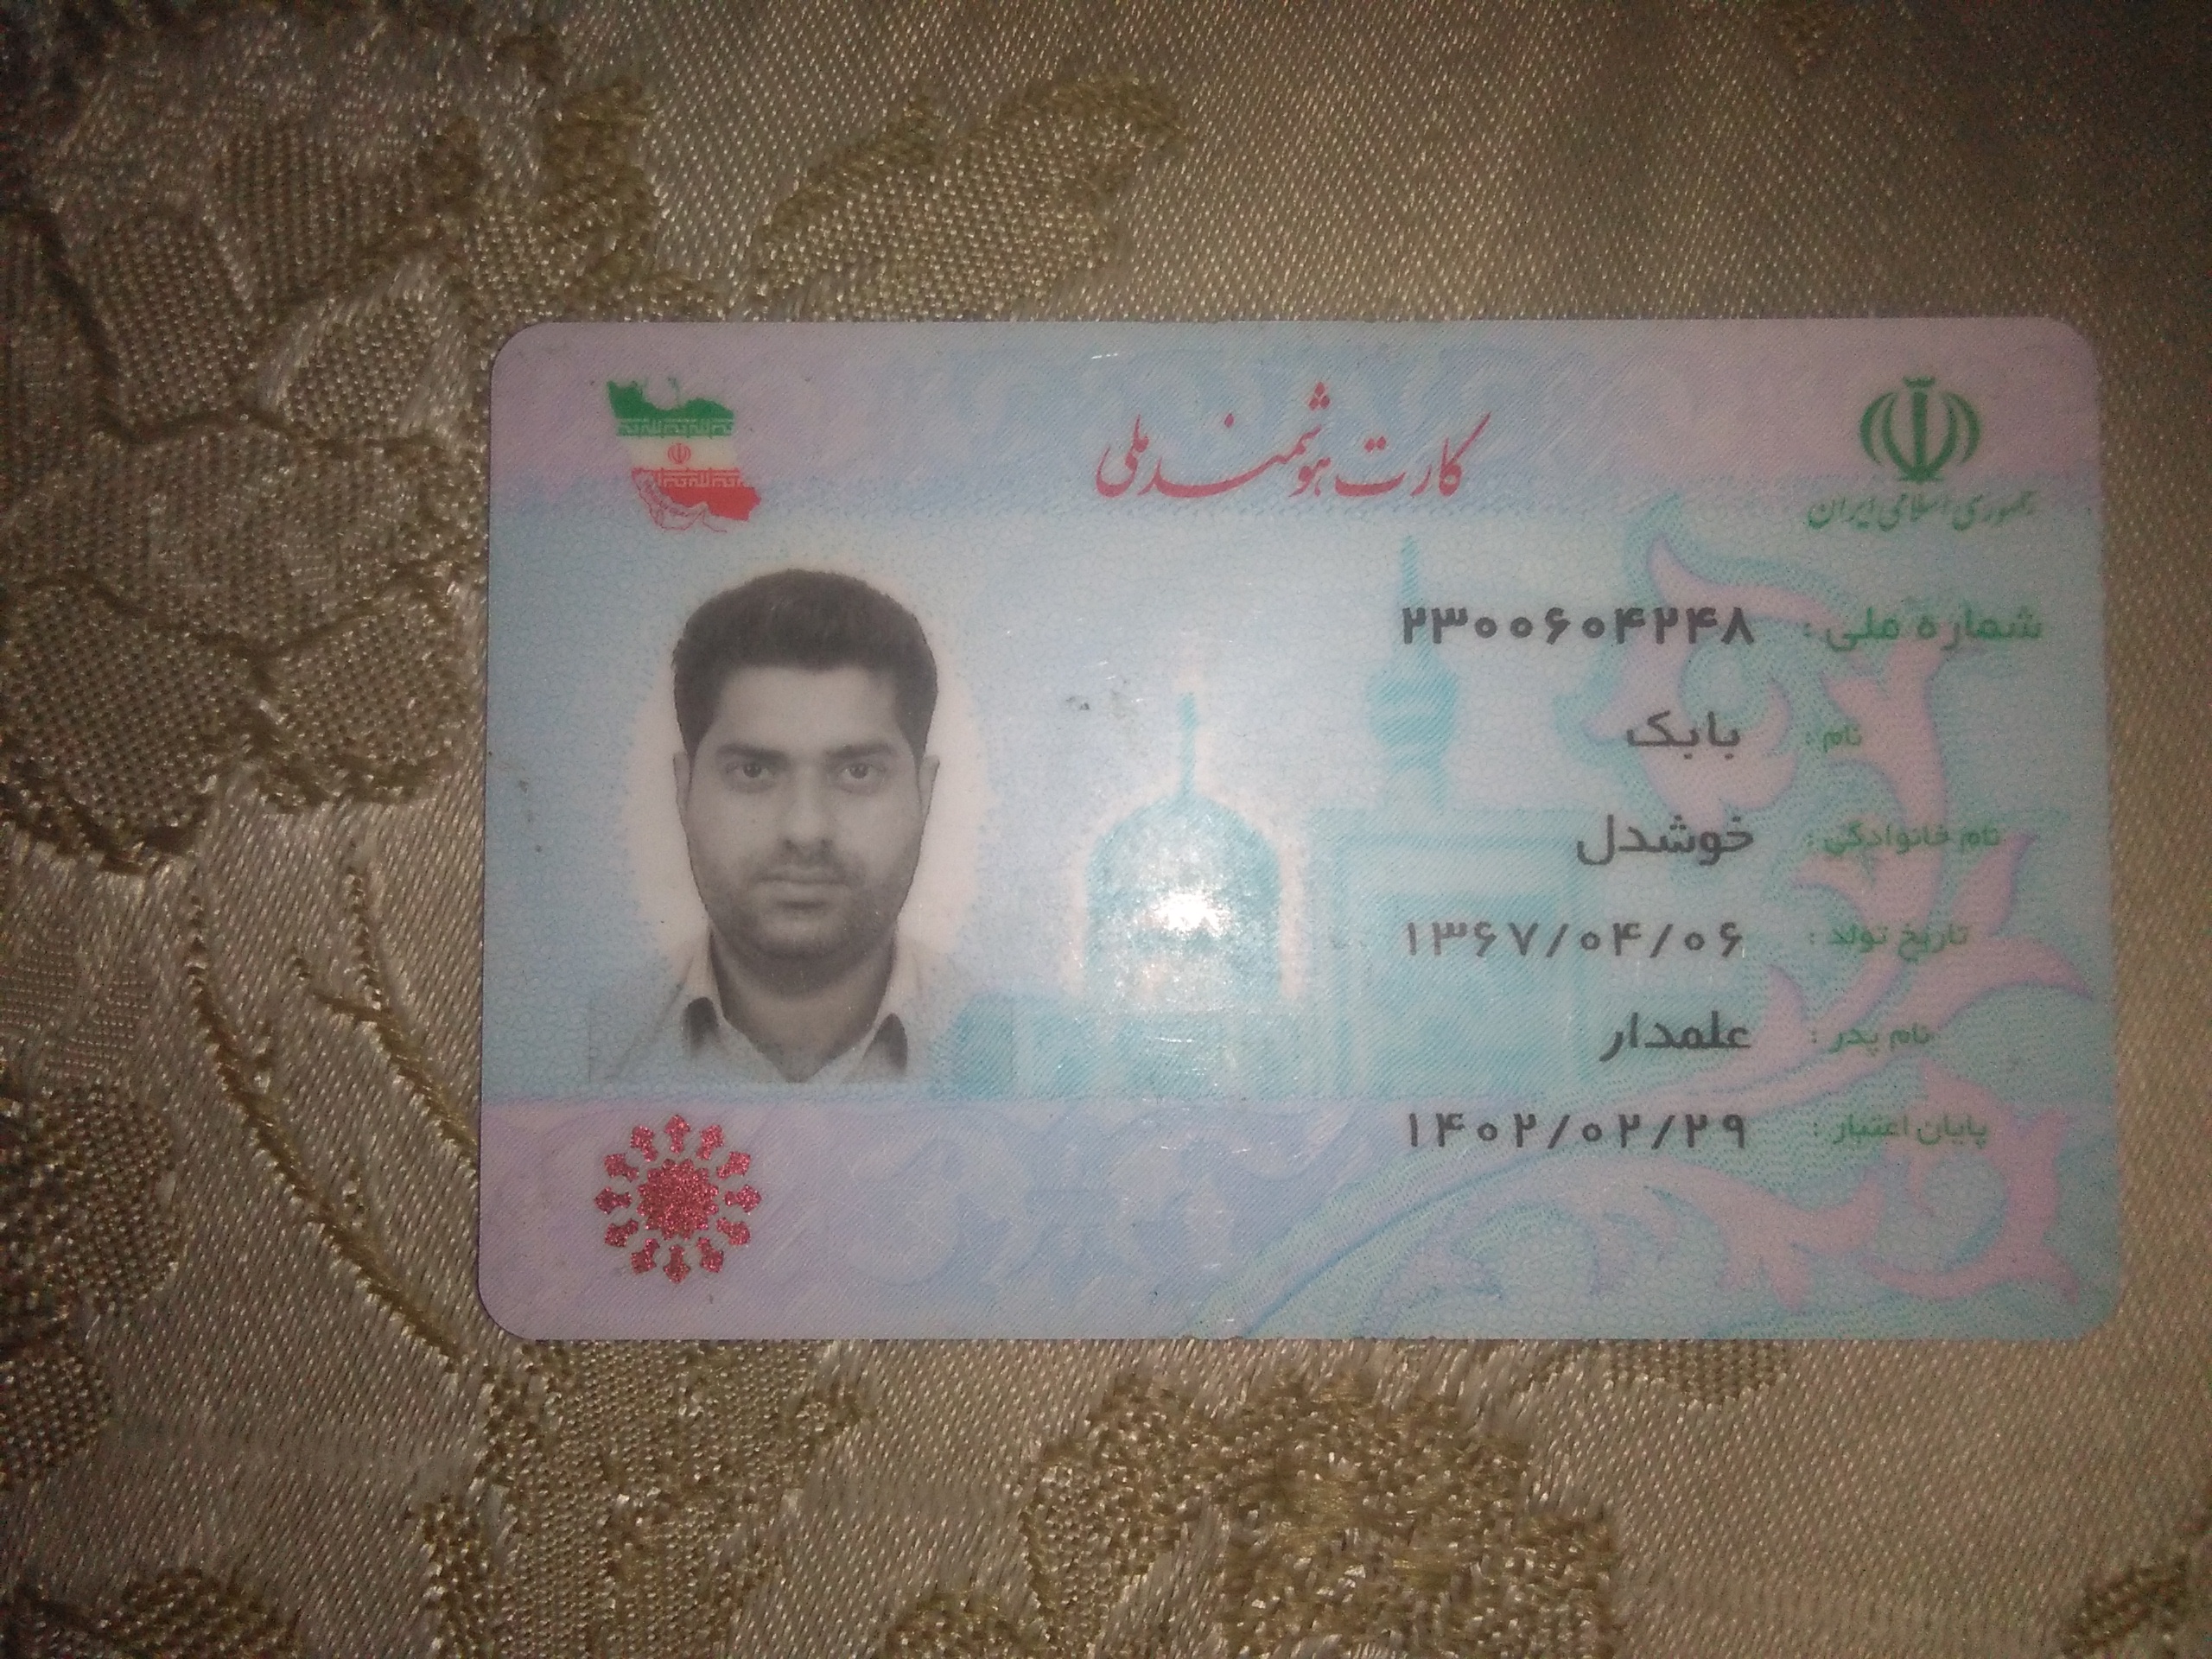 کارت هوشمند ملی
جمهوری اسلامی ایران
شماره ملی : ۲۳۰۰۶۰۴۲۴۸
نام : بابک
نام خانوادگی : خوشدل
تاریخ تولد : ۱۳۶۷/۰۴/۰۶
نام پدر : علمدار
پایان اعتبار : ۱۴۰۲/۰۲/۲۹